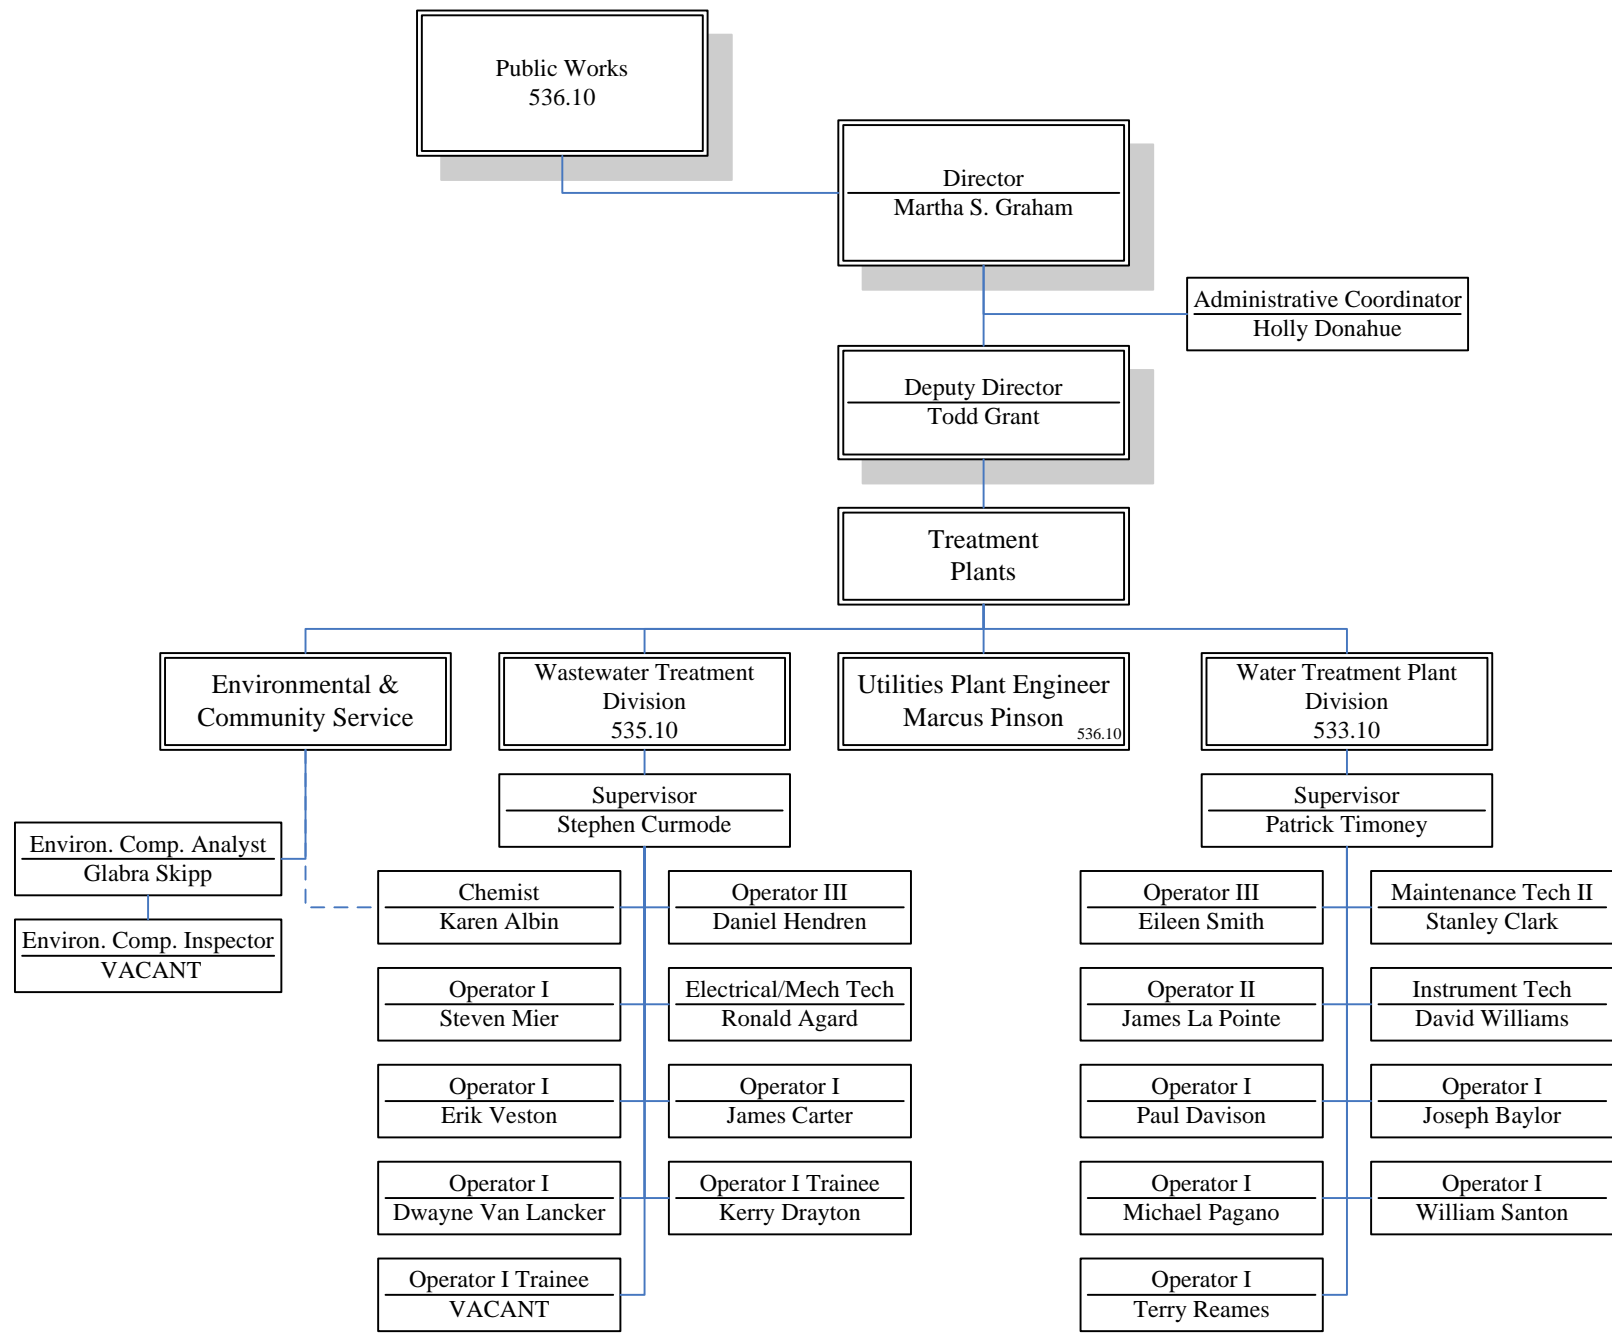 Public Works
536.10
Director
Martha S. Graham
Administrative Coordinator
Holly Donahue
Deputy Director
Todd Grant
Treatment
Plants
Environmental &
Community Service
Wastewater Treatment
Division
535.10
Utilities Plant Engineer
Marcus Pinson
536.10
Water Treatment Plant
Division
533.10
Environ. Comp. Analyst
Glabra Skipp
Environ. Comp. Inspector
VACANT
Supervisor
Stephen Curmode
Chemist
Karen Albin
Operator III
Daniel Hendren
Operator I
Steven Mier
Electrical/Mech Tech
Ronald Agard
Operator I
Erik Veston
Operator I
James Carter
Operator I
Dwayne Van Lancker
Operator I Trainee
Kerry Drayton
Operator I Trainee
VACANT
Supervisor
Patrick Timoney
Operator III
Eileen Smith
Maintenance Tech II
Stanley Clark
Operator II
James La Pointe
Instrument Tech
David Williams
Operator I
Paul Davison
Operator I
Joseph Baylor
Operator I
Michael Pagano
Operator I
William Santon
Operator I
Terry Reames